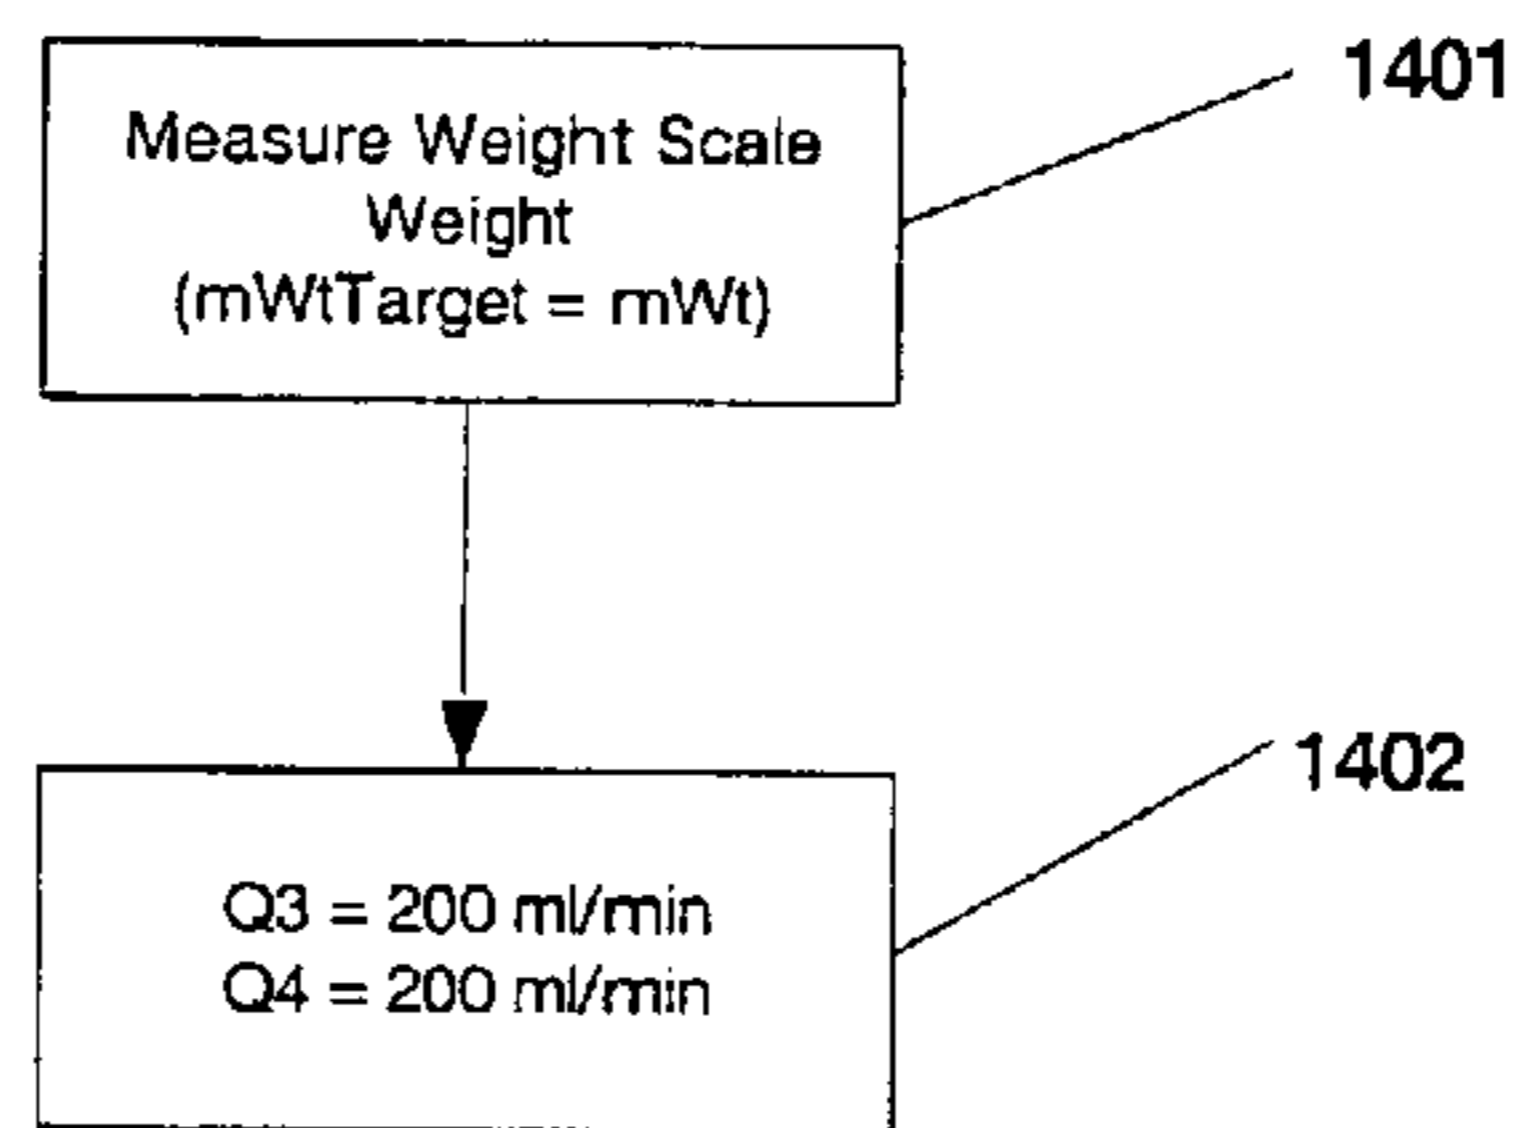 1401
Measure Weight Scale
Weight
(mWtTarget = mWt)
1402
Q3 = 200 ml/min
Q4 = 200 ml/min